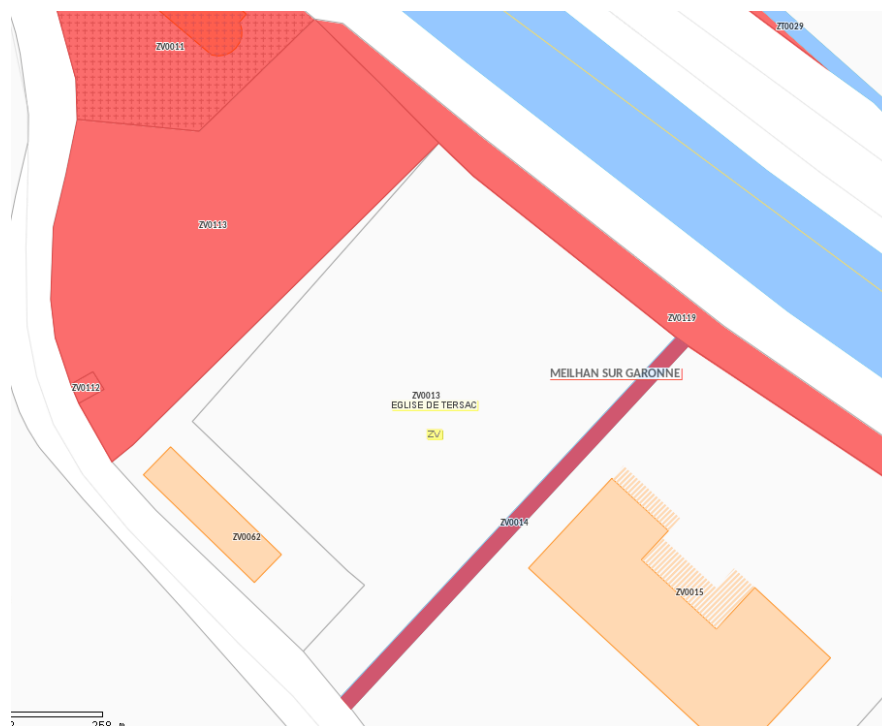 ZT0029
ZV0011
ZV0113
ZV0119
MEILHAN SUR GARONNE
ZV0112
ZV0013
EGLISE DE TERSAC
ZV
ZV0014
ZV0062
ZV0015